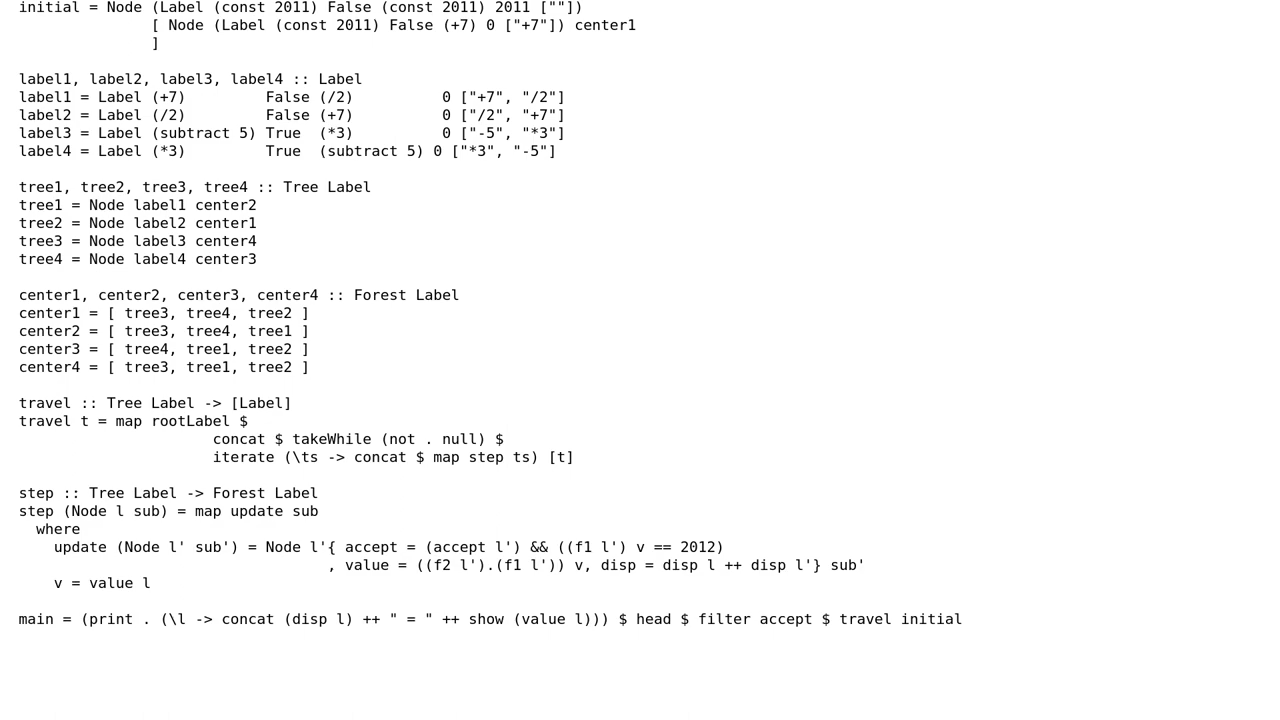 initial = Node (Label (const 2011) False (const 2011) 2011 [""])
               [ Node (Label (const 2011) False (+7) 0 ["+7"]) center1
               ]

label1, label2, label3, label4 :: Label
label1 = Label (+7)         False (/2)          0 ["+7", "/2"]
label2 = Label (/2)         False (+7)          0 ["/2", "+7"]
label3 = Label (subtract 5) True  (*3)          0 ["-5", "*3"]
label4 = Label (*3)         True  (subtract 5) 0 ["*3", "-5"]

tree1, tree2, tree3, tree4 :: Tree Label
tree1 = Node label1 center2
tree2 = Node label2 center1
tree3 = Node label3 center4
tree4 = Node label4 center3

center1, center2, center3, center4 :: Forest Label
center1 = [ tree3, tree4, tree2 ]
center2 = [ tree3, tree4, tree1 ]
center3 = [ tree4, tree1, tree2 ]
center4 = [ tree3, tree1, tree2 ]

travel :: Tree Label -> [Label]
travel t = map rootLabel $
                      concat $ takeWhile (not . null) $
                      iterate (\ts -> concat $ map step ts) [t]

step :: Tree Label -> Forest Label
step (Node l sub) = map update sub
  where
    update (Node l' sub') = Node l'{ accept = (accept l') && ((f1 l') v == 2012)
                                   , value = ((f2 l').(f1 l')) v, disp = disp l ++ disp l'} sub'
    v = value l

main = (print . (\l -> concat (disp l) ++ " = " ++ show (value l))) $ head $ filter accept $ travel initial